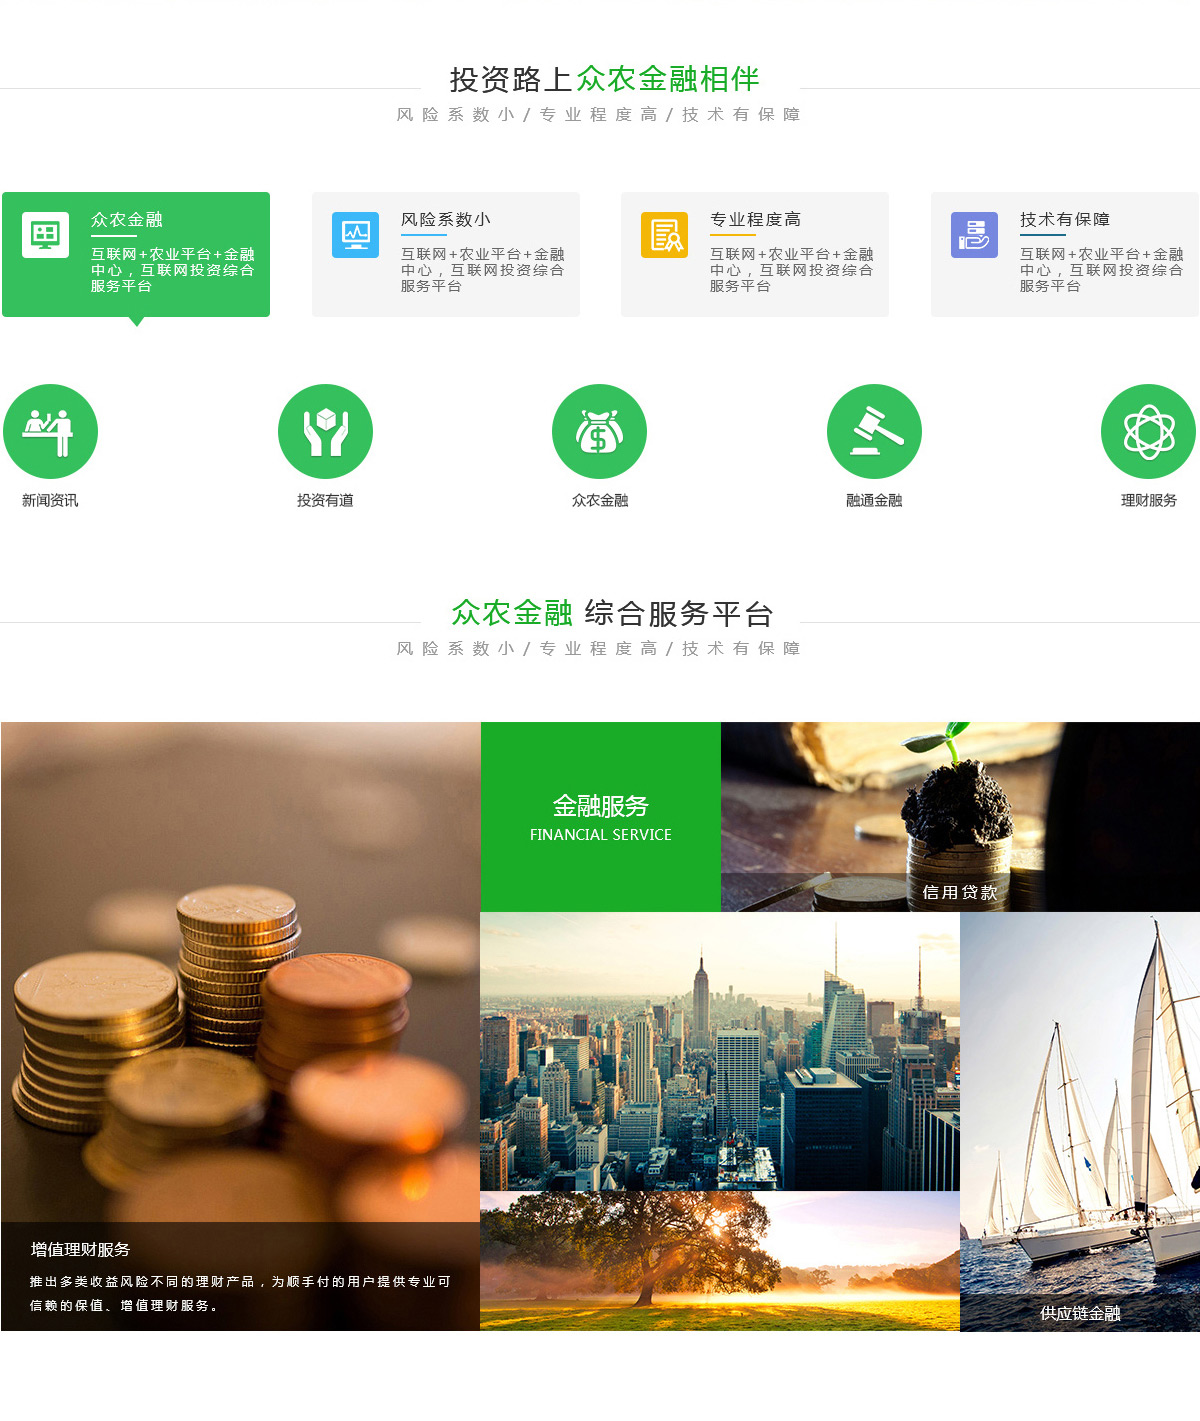 投资路上众农金融相伴
风险系数小/专业程度高/技术有保障
众农金融
互联网+农业平台+金融
中心，互联网投资综合
服务平台
风险系数小
互联网+农业平台+金融
中心，互联网投资综合
服务平台
专业程度高
互联网+农业平台+金融
中心，互联网投资综合
服务平台
技术有保障
互联网+农业平台+金融
中心，互联网投资综合
服务平台
新闻资讯
投资有道
众农金融
融通金融
理财服务
众农金融 综合服务平台
风险系数小/专业程度高/技术有保障
金融服务
FINANCIAL SERVICE
信用贷款
增值理财服务
推出多类收益风险不同的理财产品，为顺手付的用户提供专业可
信赖的保值、增值理财服务。
供应链金融